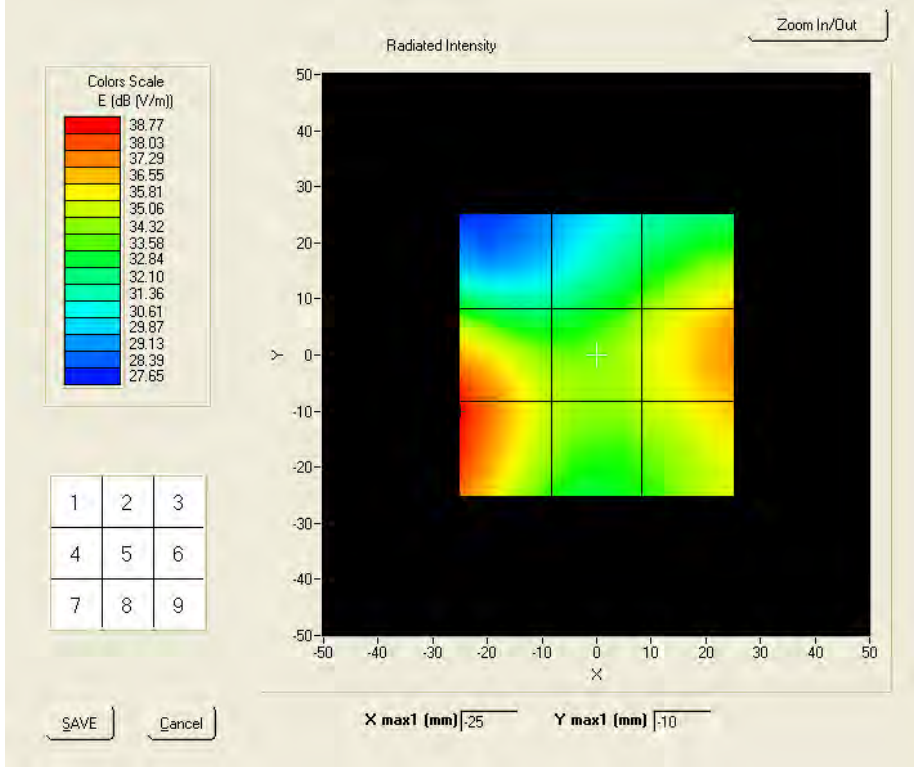 Zoom In/Out
Radiated Intensity
Colors Scale
E (dB (V/m))
38.77
38.03
37.29
36.55
35.81
35.06
34.32
33.58
32.84
32.10
31.36
30.61
29.87
29.13
28.39
27.65
50
40
30
20
10
0
-10
-20
-30
-40
-50
Y
-50 -40 -30 -20 -10 0 10 20 30 40 50
X
1 2 3
4 5 6
7 8 9
SAVE Cancel
X max1 (mm) -25 Y max1 (mm) -10